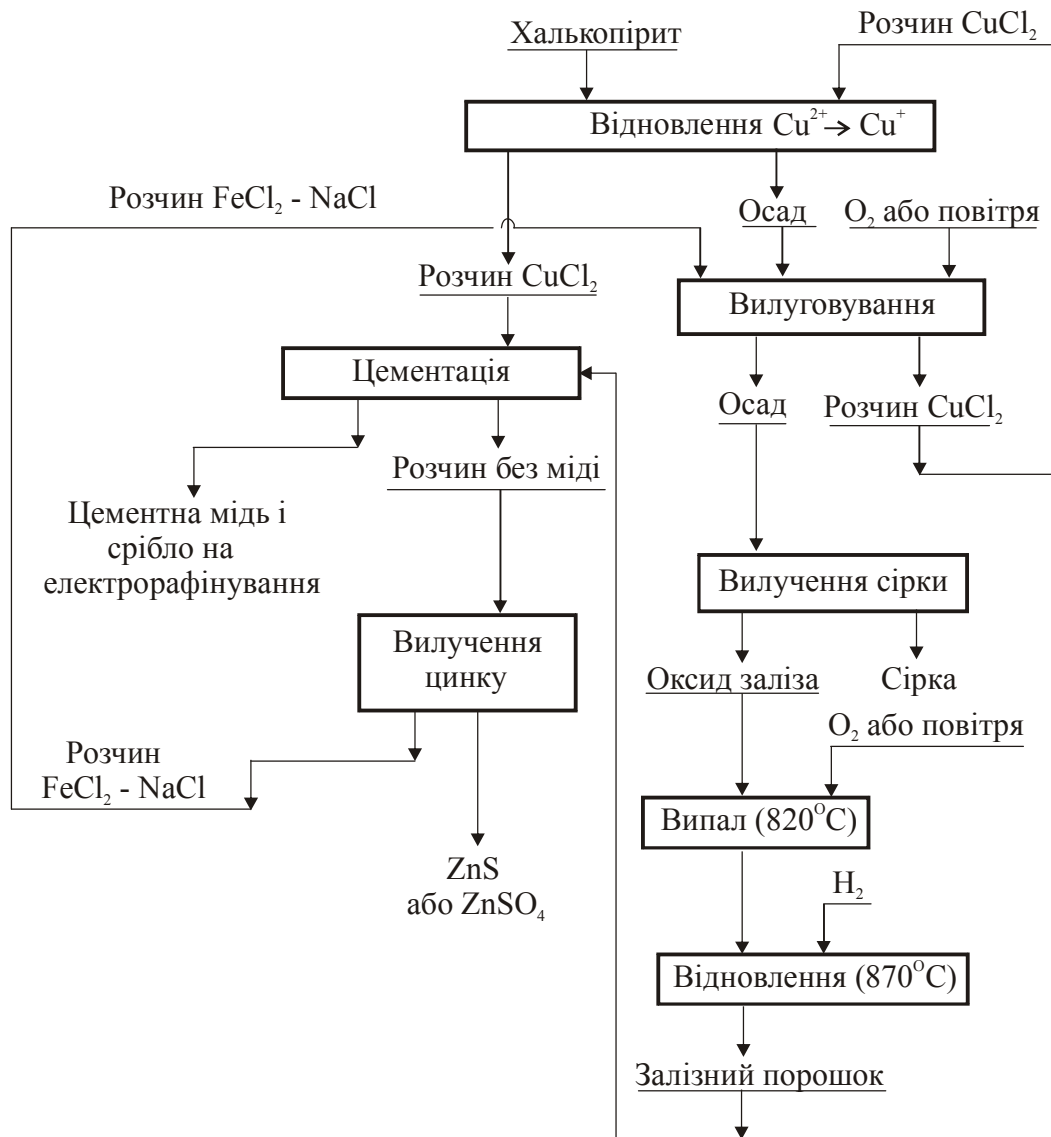 Халькопірит
Розчин CuCl₂
Відновлення Cu²⁺→ Cu⁺
Розчин FeCl₂ - NaCl
Осад
O₂ або повітря
Розчин CuCl₂
Вилуговування
Цементація
Осад
Розчин CuCl₂
Розчин без міді
Цементна мідь і
срібло на
електрорафінування
Вилучення сірки
Вилучення
цинку
Оксид заліза
Сірка
O₂ або повітря
Розчин
FeCl₂ - NaCl
Випал (820°C)
ZnS
або ZnSO₄
H₂
Відновлення (870°C)
Залізний порошок